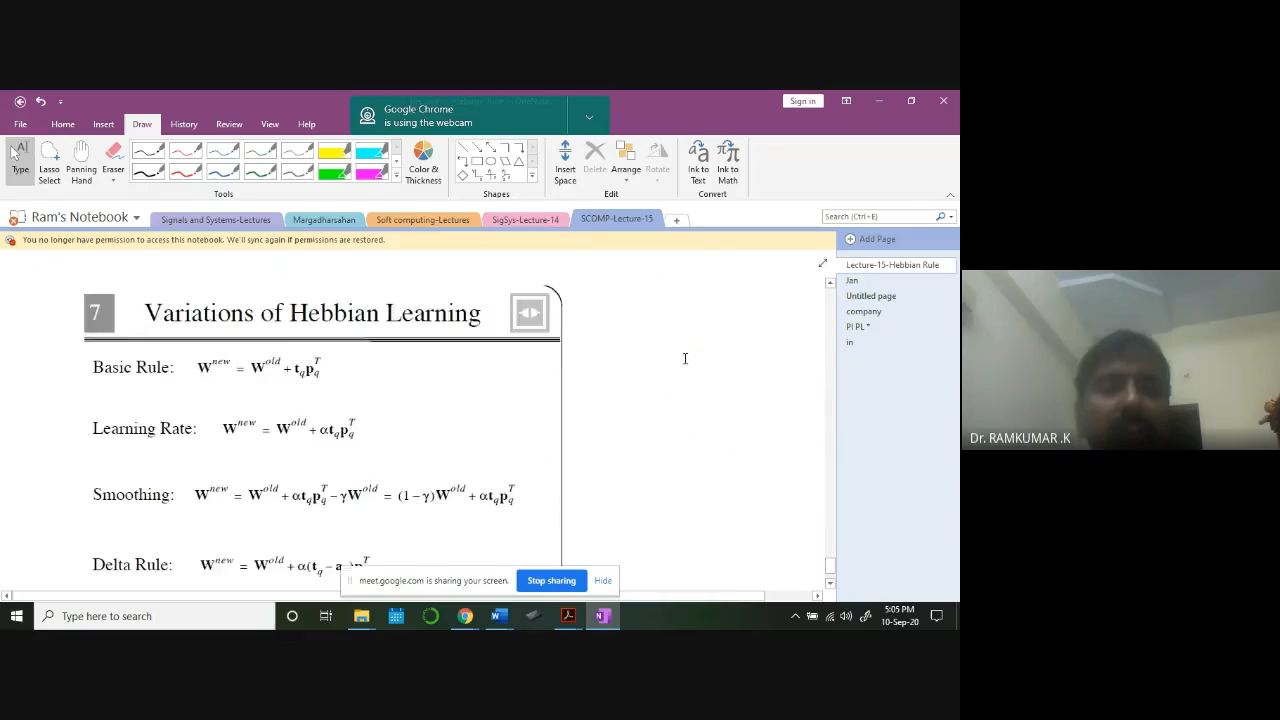 Google Chrome
is using the webcam
Sign in
File Home Insert Draw History Review View Help
Type
Lasso Select
Panning Hand
Eraser
Color & Thickness
Insert Space
Delete
Arrange
Rotate
Ink to Text
Ink to Math
Tools Shapes Edit Convert
Ram's Notebook Signals and Systems-Lectures Margadharsahan Soft computing-Lectures SigSys-Lecture-14 SCOMP-Lecture-15 Search (Ctrl+E)
You no longer have permission to access this notebook. We'll sync again if permissions are restored.
Add Page
Lecture-15-Hebbian Rule
Jan
Untitled page
company
PI PL *
in
7 Variations of Hebbian Learning
Basic Rule: W^new = W^old + t_q p_q^T
Learning Rate: W^new = W^old + αt_q p_q^T
Smoothing: W^new = W^old + αt_q p_q^T − γW^old = (1 − γ)W^old + αt_q p_q^T
Delta Rule: W^new = W^old + α(t_q − a
meet.google.com is sharing your screen. Stop sharing Hide
Dr. RAMKUMAR .K
Type here to search
5:05 PM
10-Sep-20